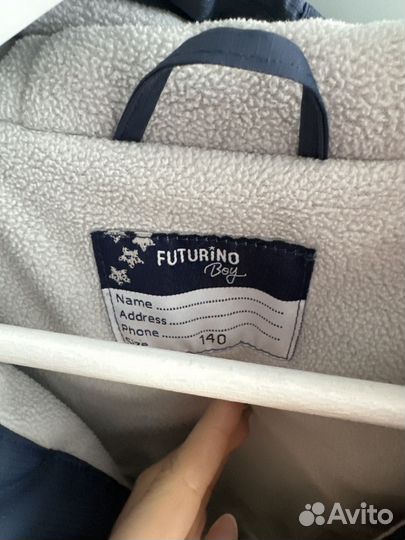 FUTURINO
Boy
Name
Address
Phone
Size 140
Avito